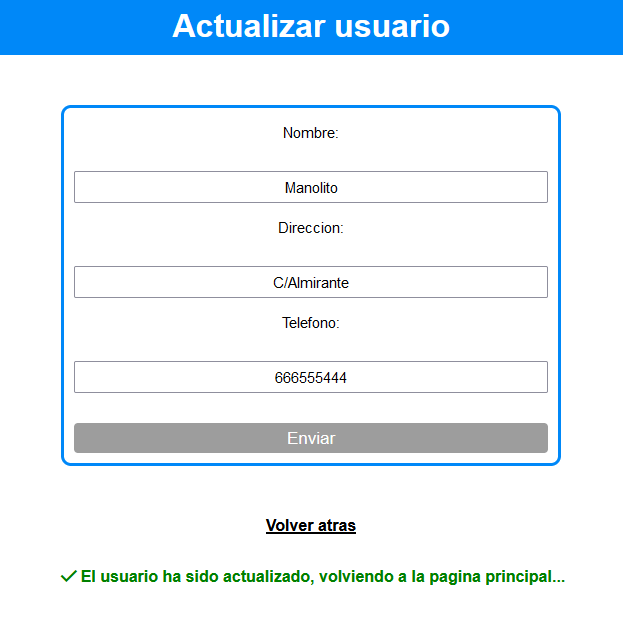 Actualizar usuario
Nombre:
Manolito
Direccion:
C/Almirante
Telefono:
666555444
Enviar
Volver atras
✓ El usuario ha sido actualizado, volviendo a la pagina principal...